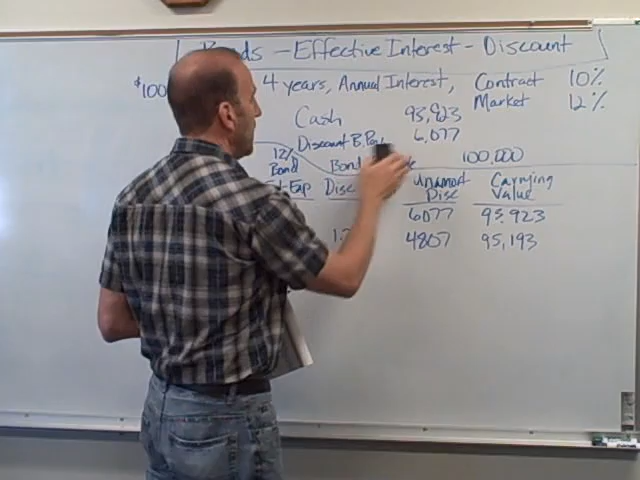 Bonds - Effective Interest - Discount
$100 4 years, Annual Interest, Contract 10%
Market 12%
Cash 93,923
Discount B. Pay 6,077
Bond 100,000
12%
Bond
t Exp Disc Unamort Disc Carrying Value
6077 93,923
4807 95,193